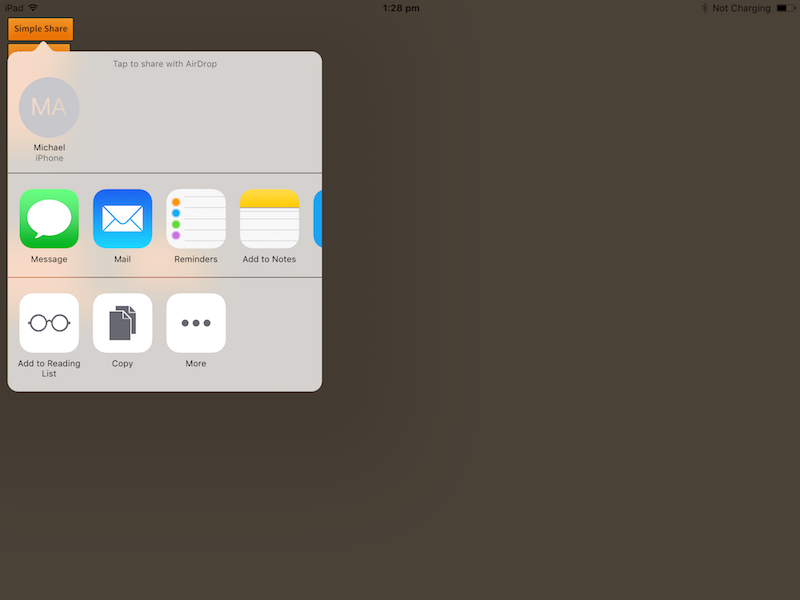 iPad
1:28 pm
Not Charging
Simple Share
Tap to share with AirDrop
MA
Michael
iPhone
Message
Mail
Reminders
Add to Notes
Add to Reading
List
Copy
More